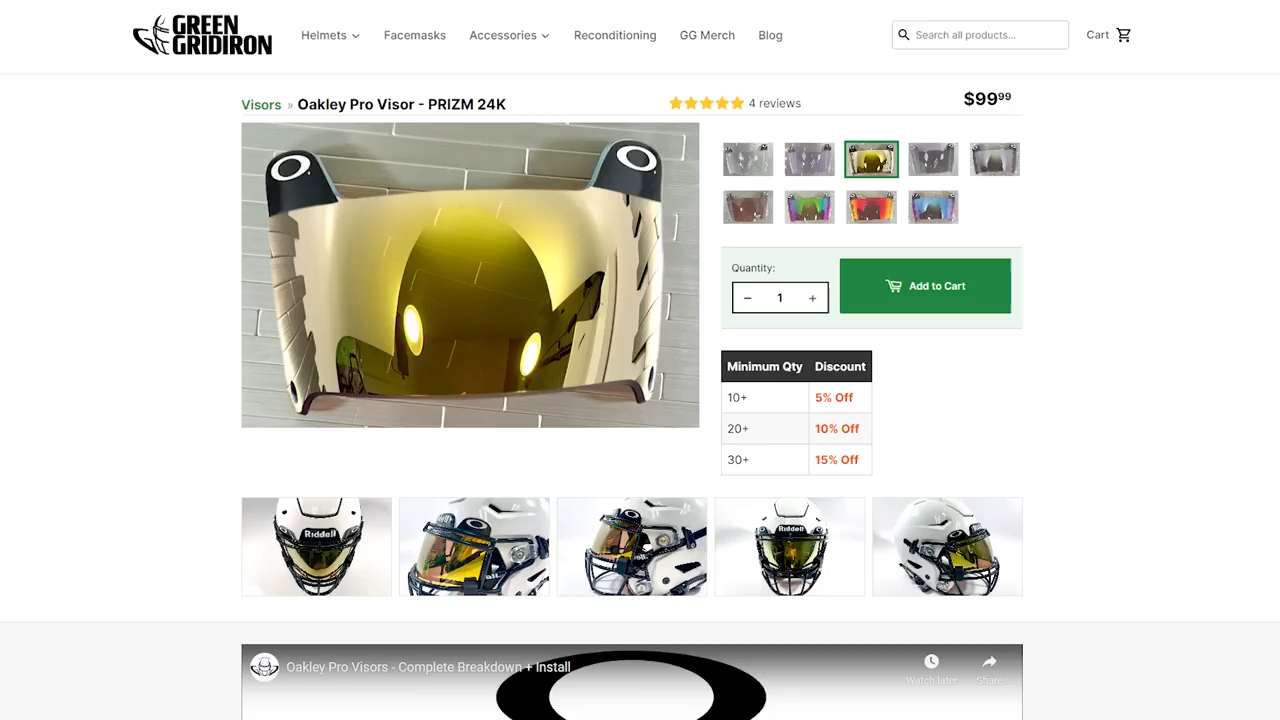 GREEN
GRIDIRON
Helmets
Facemasks
Accessories
Reconditioning
GG Merch
Blog
Search all products...
Cart
Visors » Oakley Pro Visor - PRIZM 24K
4 reviews
$9999
Quantity:
− 1 +
Add to Cart
Minimum Qty Discount
10+ 5% Off
20+ 10% Off
30+ 15% Off
Riddell
Riddell
Oakley Pro Visors - Complete Breakdown + Install
Watch later
Share